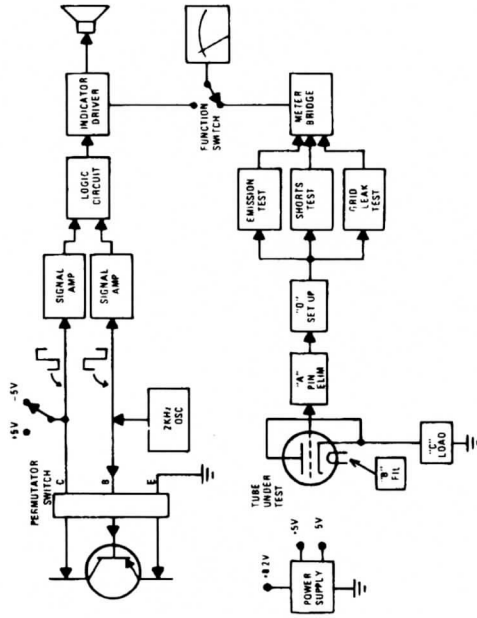 PERMUTATOR
SWITCH
+5V
-5V
C
B
E
2KHz
OSC
SIGNAL
AMP
SIGNAL
AMP
LOGIC
CIRCUIT
INDICATOR
DRIVER
FUNCTION
SWITCH
TUBE
UNDER
TEST
"B"
FIL
"C"
LOAD
"A"
PIN
ELIM
"D"
SET UP
EMISSION
TEST
SHORTS
TEST
GRID
LEAK
TEST
METER
BRIDGE
+5V
5V
POWER
SUPPLY